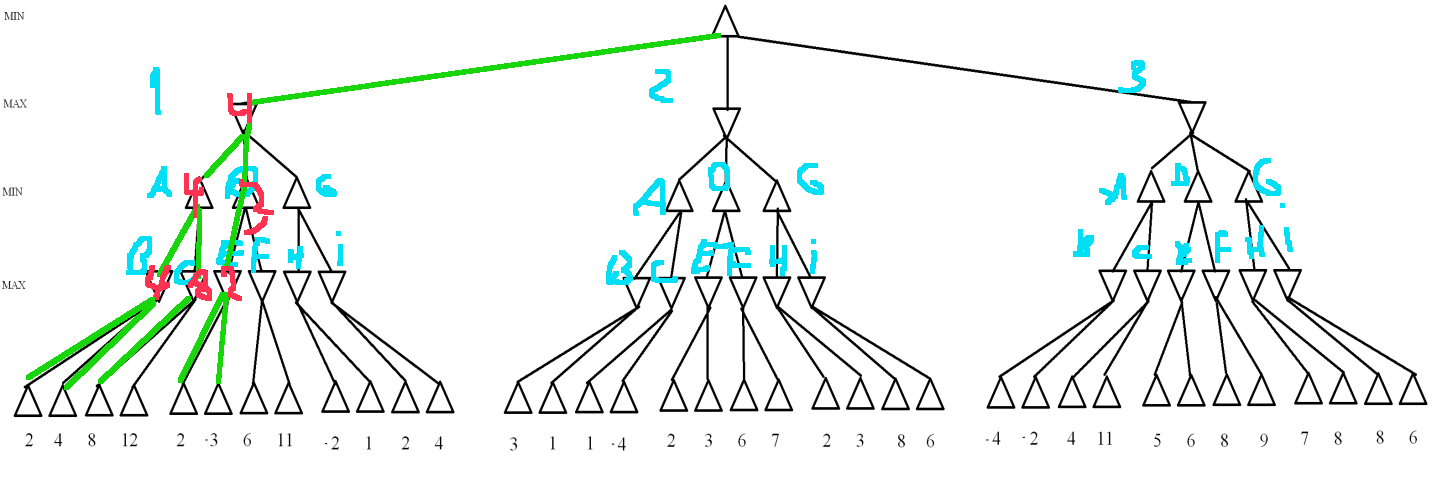 MIN
1 2 3
MAX 4
MIN A 4 D 2 G A D G A D G
MAX B 4 C 8 E 2 F H i B C E F H i B C E F H i
2 4 8 12 2 -3 6 11 -2 1 2 4 3 1 1 -4 2 3 6 7 2 3 8 6 -4 -2 4 11 5 6 8 9 7 8 8 6